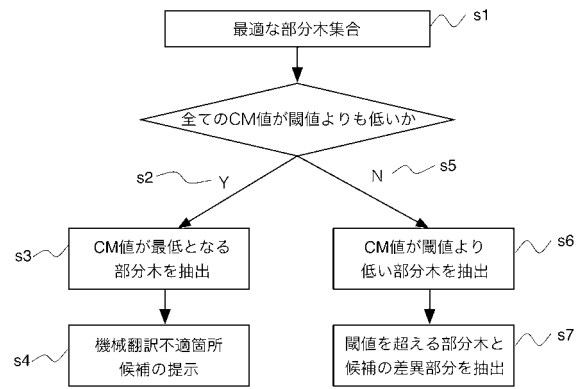 最適な部分木集合
s1
全てのCM値が閾値よりも低いか
s2
Y
N
s5
s3
CM値が最低となる
部分木を抽出
CM値が閾値より
低い部分木を抽出
s6
s4
機械翻訳不適箇所
候補の提示
閾値を超える部分木と
候補の差異部分を抽出
s7